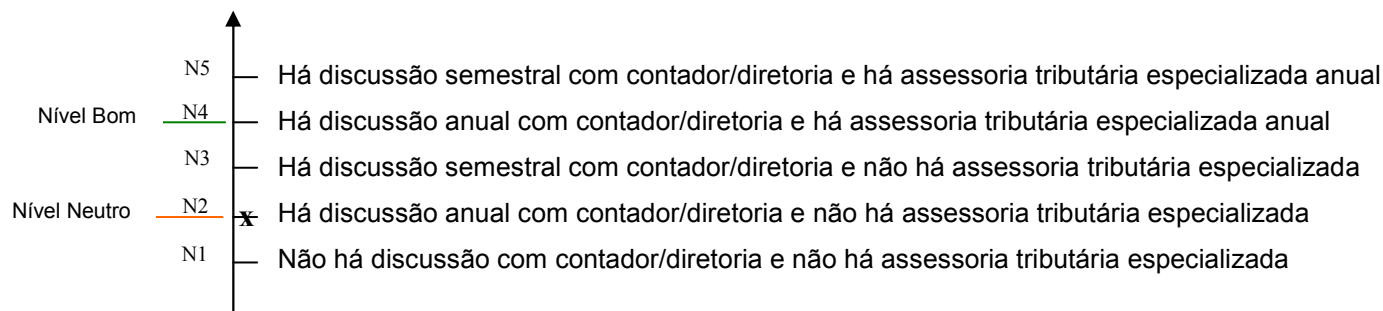 N5 Há discussão semestral com contador/diretoria e há assessoria tributária especializada anual
Nível Bom N4 Há discussão anual com contador/diretoria e há assessoria tributária especializada anual
N3 Há discussão semestral com contador/diretoria e não há assessoria tributária especializada
Nível Neutro N2 x Há discussão anual com contador/diretoria e não há assessoria tributária especializada
N1 Não há discussão com contador/diretoria e não há assessoria tributária especializada